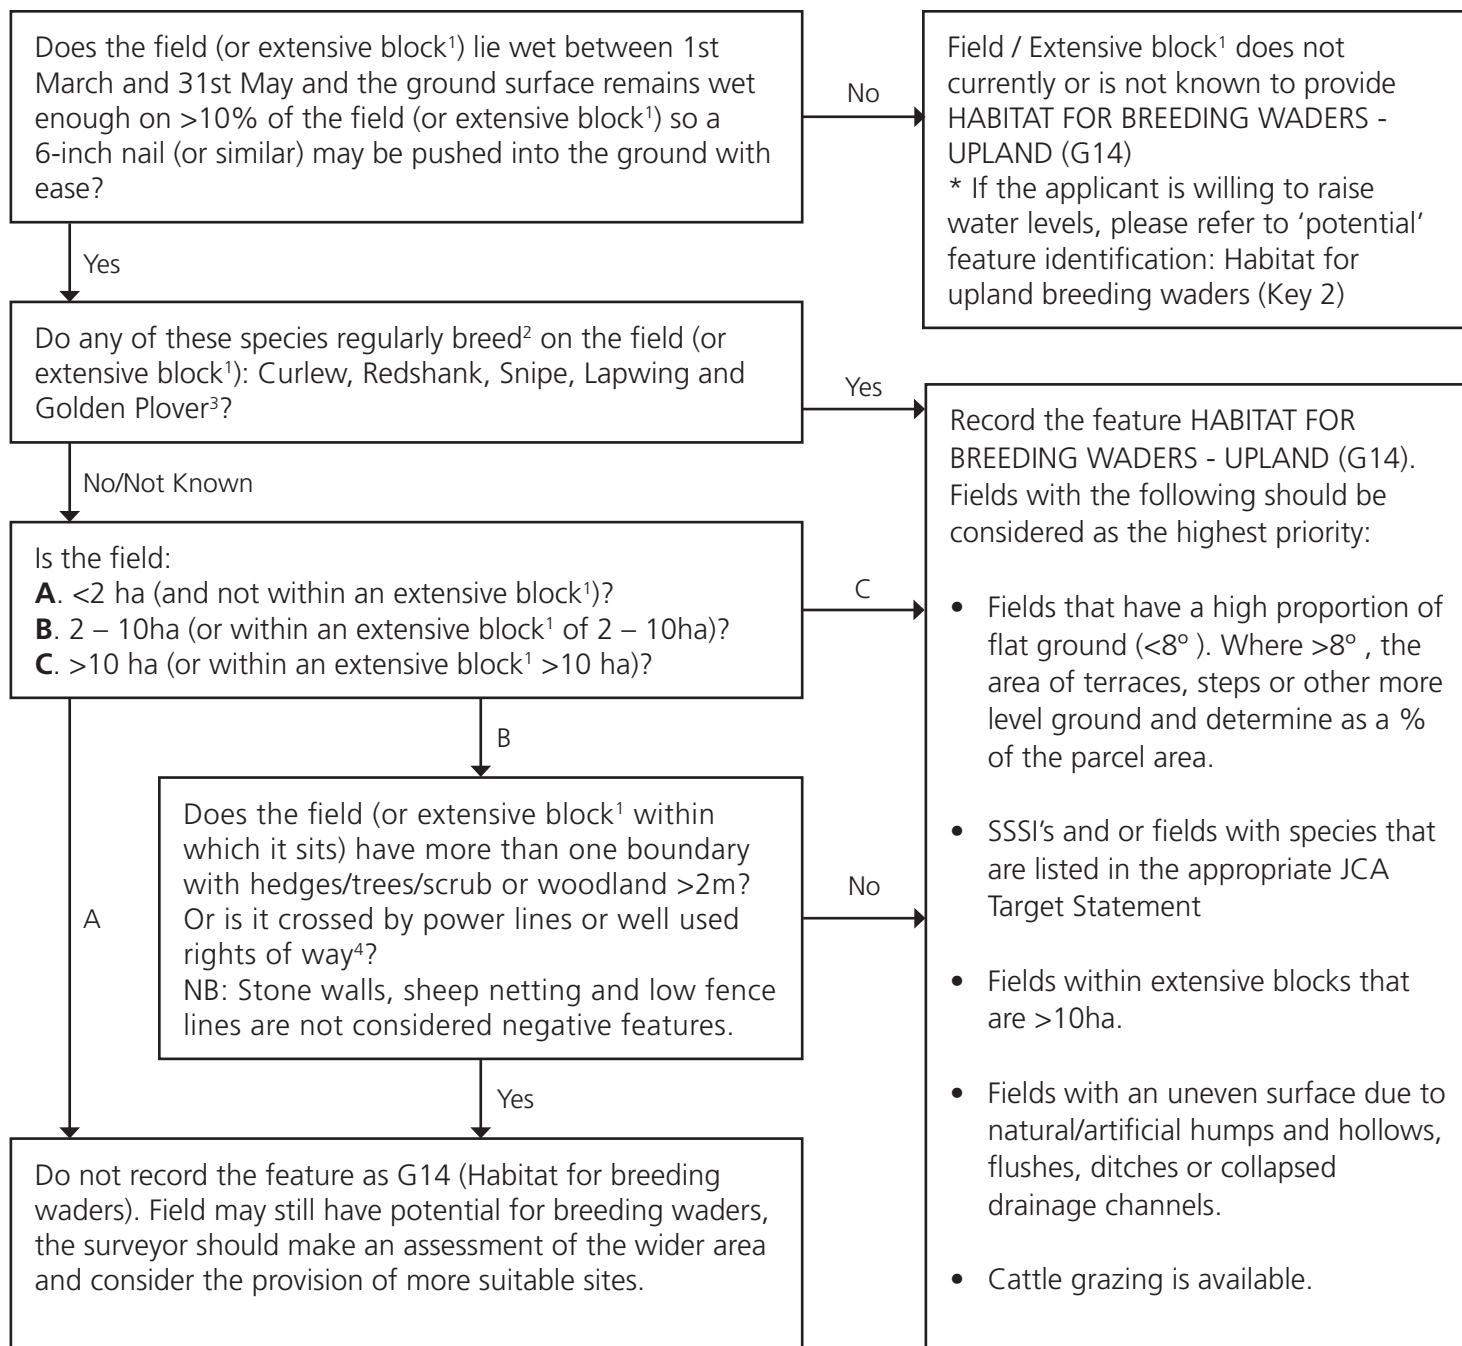 Does the field (or extensive block¹) lie wet between 1st
March and 31st May and the ground surface remains wet
enough on >10% of the field (or extensive block¹) so a
6-inch nail (or similar) may be pushed into the ground with
ease?
No
Field / Extensive block¹ does not
currently or is not known to provide
HABITAT FOR BREEDING WADERS -
UPLAND (G14)
* If the applicant is willing to raise
water levels, please refer to ‘potential’
feature identification: Habitat for
upland breeding waders (Key 2)
Yes
Do any of these species regularly breed² on the field (or
extensive block¹): Curlew, Redshank, Snipe, Lapwing and
Golden Plover³?
Yes
No/Not Known
Is the field:
A. <2 ha (and not within an extensive block¹)?
B. 2 – 10ha (or within an extensive block¹ of 2 – 10ha)?
C. >10 ha (or within an extensive block¹ >10 ha)?
C
B
A
Does the field (or extensive block¹ within
which it sits) have more than one boundary
with hedges/trees/scrub or woodland >2m?
Or is it crossed by power lines or well used
rights of way⁴?
NB: Stone walls, sheep netting and low fence
lines are not considered negative features.
No
Yes
Do not record the feature as G14 (Habitat for breeding
waders). Field may still have potential for breeding waders,
the surveyor should make an assessment of the wider area
and consider the provision of more suitable sites.
Record the feature HABITAT FOR
BREEDING WADERS - UPLAND (G14).
Fields with the following should be
considered as the highest priority:
• Fields that have a high proportion of
flat ground (<8º ). Where >8º , the
area of terraces, steps or other more
level ground and determine as a %
of the parcel area.
• SSSI's and or fields with species that
are listed in the appropriate JCA
Target Statement
• Fields within extensive blocks that
are >10ha.
• Fields with an uneven surface due to
natural/artificial humps and hollows,
flushes, ditches or collapsed
drainage channels.
• Cattle grazing is available.